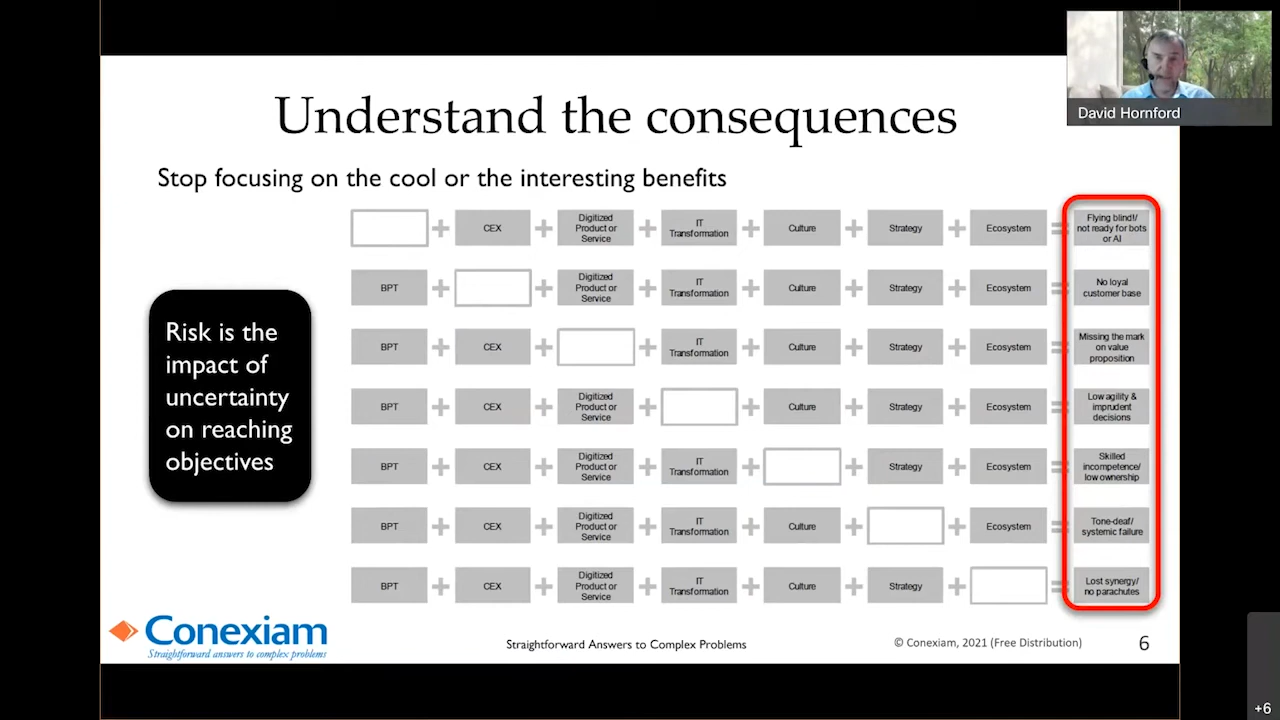 David Hornford
Understand the consequences
Stop focusing on the cool or the interesting benefits
Risk is the
impact of
uncertainty
on reaching
objectives
+ CEX + Digitized Product or Service + IT Transformation + Culture + Strategy + Ecosystem = Flying blind!/ not ready for bots or AI
BPT + + Digitized Product or Service + IT Transformation + Culture + Strategy + Ecosystem = No loyal customer base
BPT + CEX + + IT Transformation + Culture + Strategy + Ecosystem = Missing the mark on value proposition
BPT + CEX + Digitized Product or Service + + Culture + Strategy + Ecosystem = Low agility & imprudent decisions
BPT + CEX + Digitized Product or Service + IT Transformation + + Strategy + Ecosystem = Skilled incompetence/ low ownership
BPT + CEX + Digitized Product or Service + IT Transformation + Culture + + Ecosystem = Tone-deaf/ systemic failure
BPT + CEX + Digitized Product or Service + IT Transformation + Culture + Strategy + = Lost synergy/ no parachutes
Conexiam
Straightforward answers to complex problems
Straightforward Answers to Complex Problems
© Conexiam, 2021 (Free Distribution)
6
+6